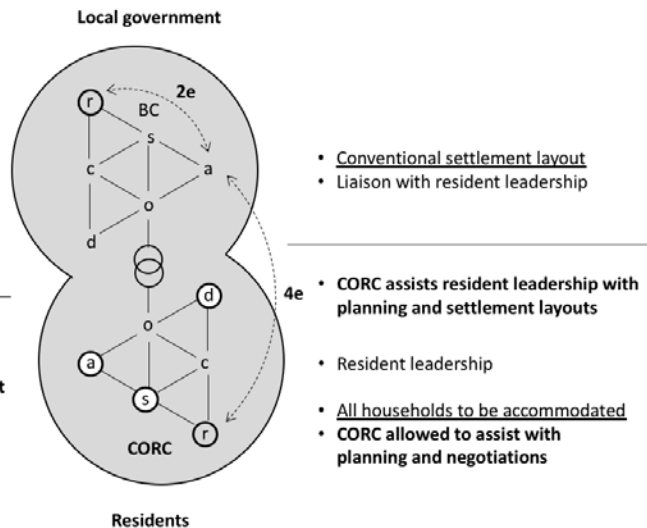 Local government
2e
r
BC
s
c
a
o
d
• Conventional settlement layout
• Liaison with resident leadership
4e
d
o
a
c
s
r
CORC
• CORC assists resident leadership with
planning and settlement layouts
• Resident leadership
• All households to be accommodated
• CORC allowed to assist with
planning and negotiations
t
Residents